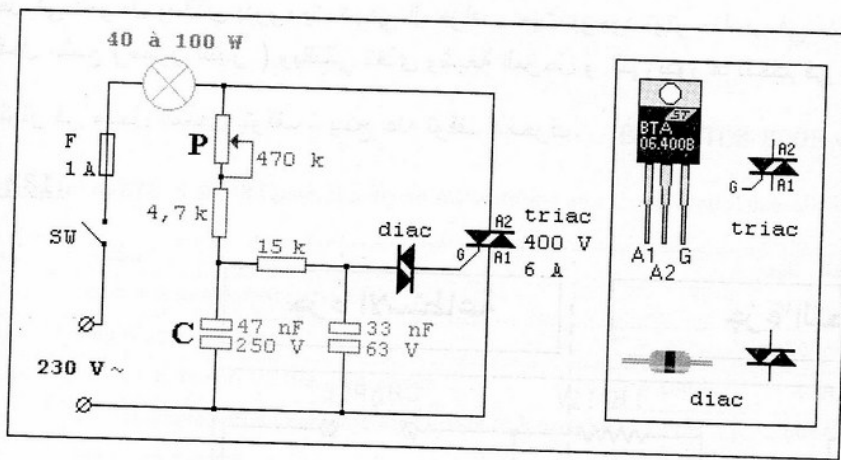 40 à 100 W
F
1 A
SW
230 V ~
P
470 k
4,7 k
15 k
C
47 nF
250 V
33 nF
63 V
diac
G
A2
A1
triac
400 V
6 A
ST
BTA
06.400B
A1
A2
G
A2
G
A1
triac
diac